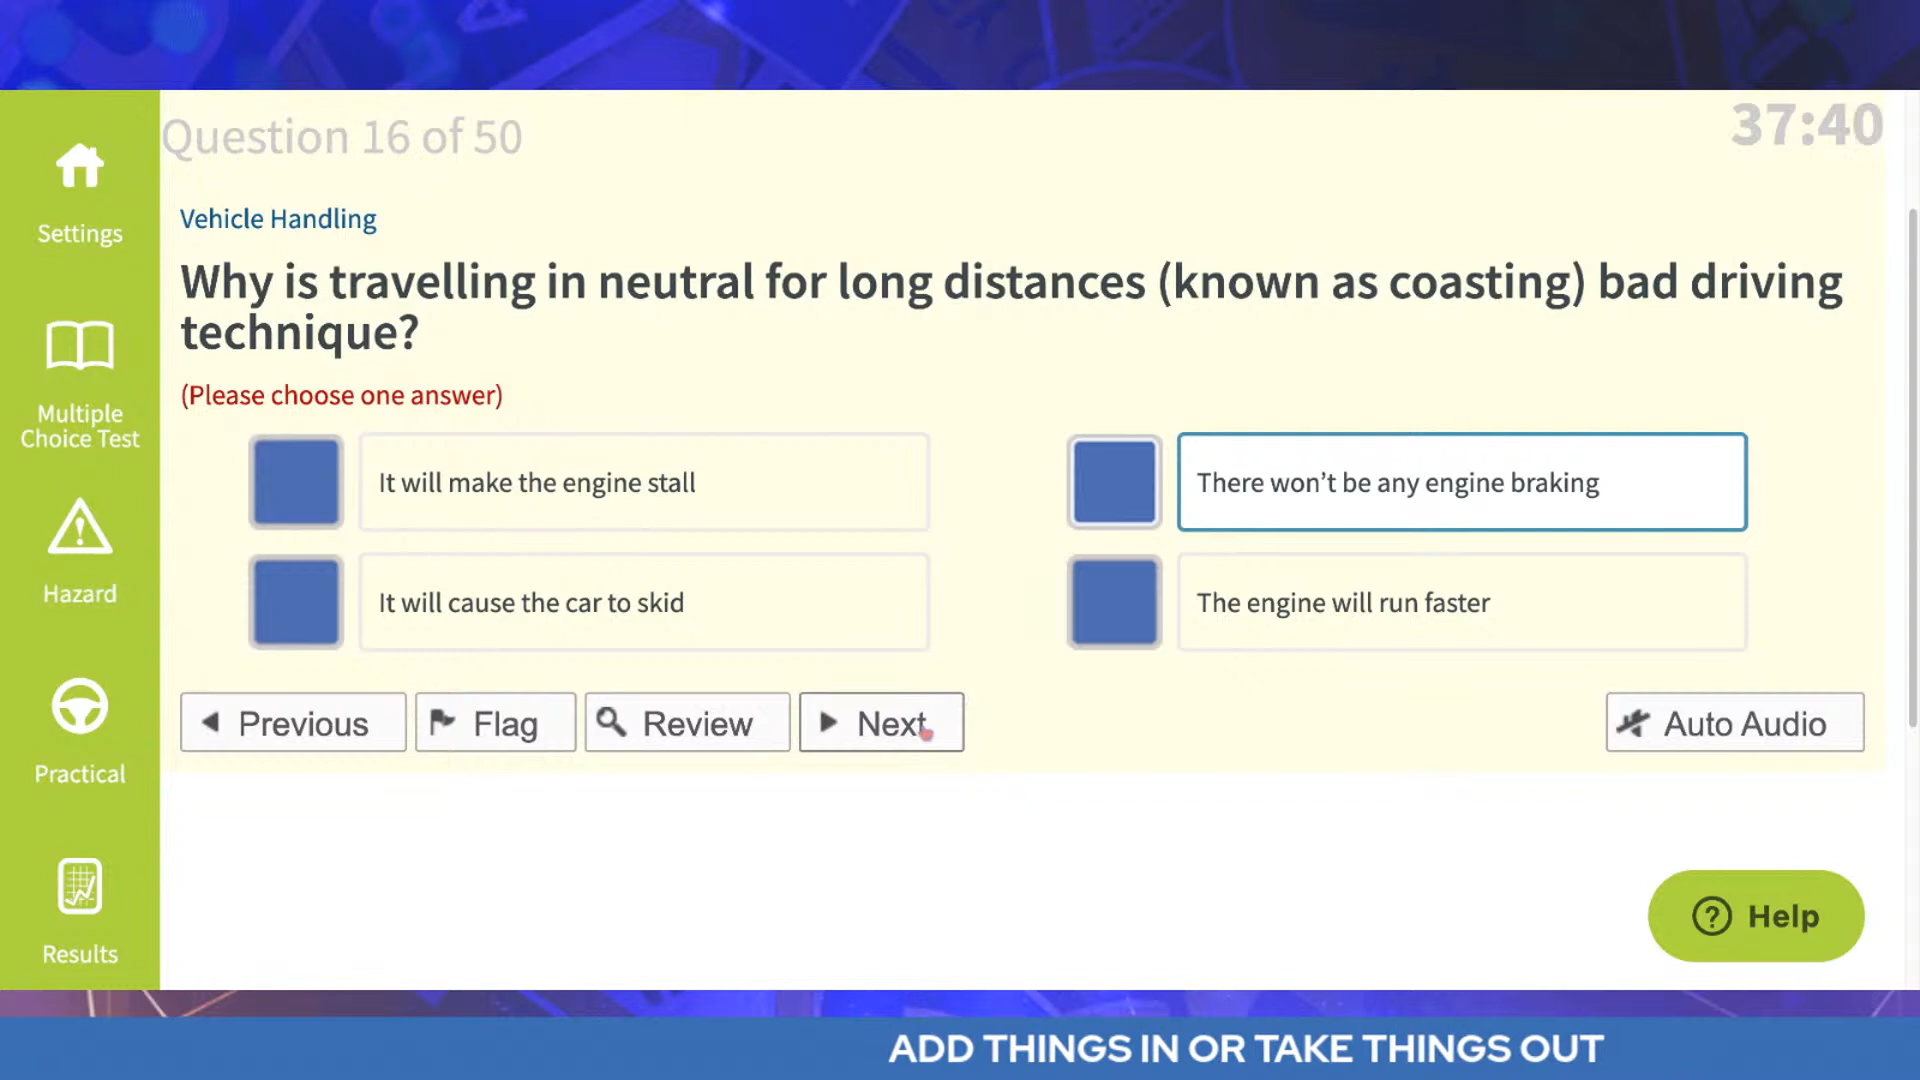 Question 16 of 50
37:40
Settings
Multiple
Choice Test
Hazard
Practical
Results
Vehicle Handling
Why is travelling in neutral for long distances (known as coasting) bad driving
technique?
(Please choose one answer)
It will make the engine stall
There won’t be any engine braking
It will cause the car to skid
The engine will run faster
Previous
Flag
Review
Next
Auto Audio
Help
ADD THINGS IN OR TAKE THINGS OUT